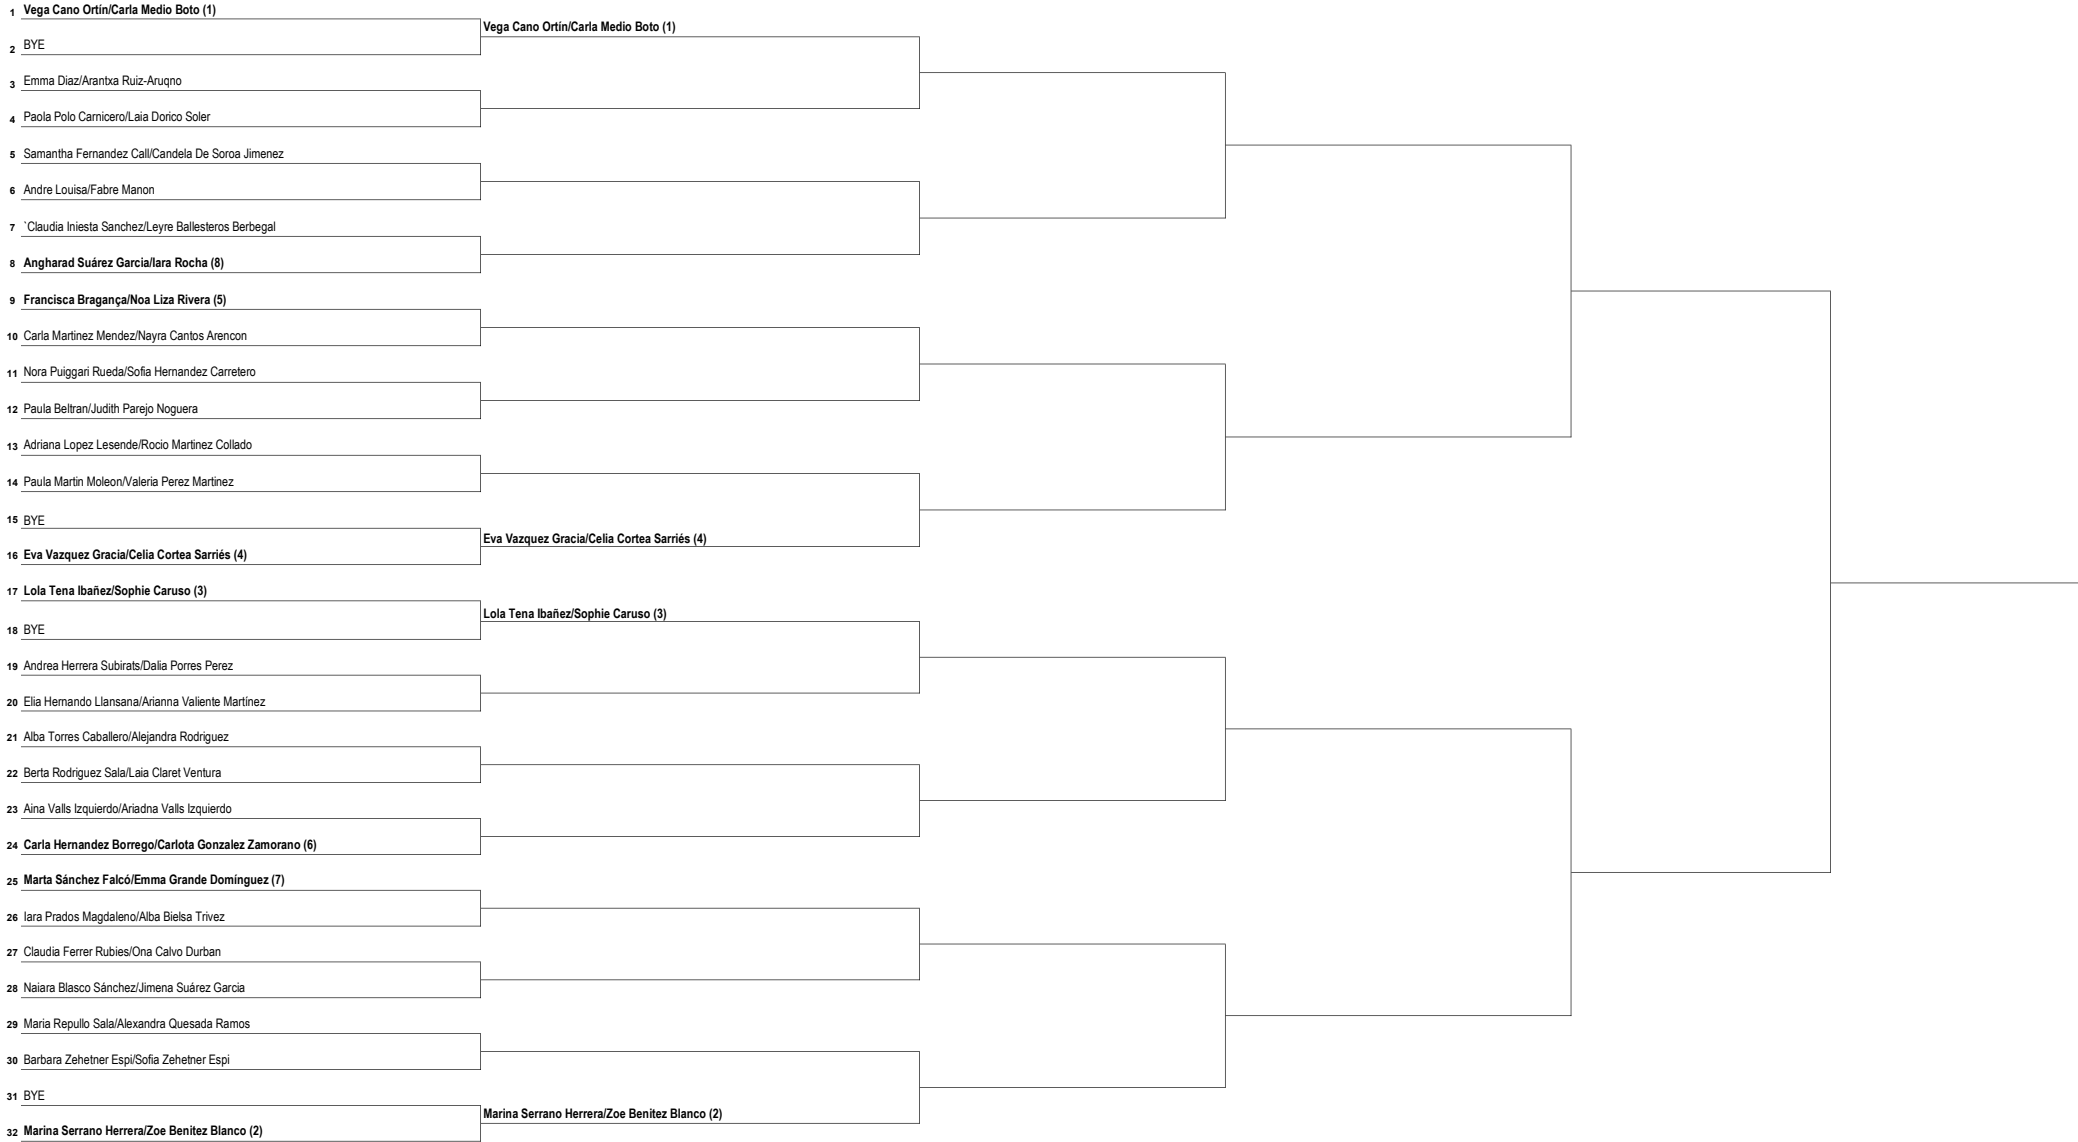 1 Vega Cano Ortín/Carla Medio Boto (1)
Vega Cano Ortín/Carla Medio Boto (1)
2 BYE
3 Emma Diaz/Arantxa Ruiz-Aruqno
4 Paola Polo Carnicero/Laia Dorico Soler
5 Samantha Fernandez Call/Candela De Soroa Jimenez
6 Andre Louisa/Fabre Manon
7 `Claudia Iniesta Sanchez/Leyre Ballesteros Berbegal
8 Angharad Suárez Garcia/Iara Rocha (8)
9 Francisca Bragança/Noa Liza Rivera (5)
10 Carla Martinez Mendez/Nayra Cantos Arencon
11 Nora Puiggari Rueda/Sofia Hernandez Carretero
12 Paula Beltran/Judith Parejo Noguera
13 Adriana Lopez Lesende/Rocio Martinez Collado
14 Paula Martin Moleon/Valeria Perez Martinez
15 BYE
Eva Vazquez Gracia/Celia Cortea Sarriés (4)
16 Eva Vazquez Gracia/Celia Cortea Sarriés (4)
17 Lola Tena Ibañez/Sophie Caruso (3)
Lola Tena Ibañez/Sophie Caruso (3)
18 BYE
19 Andrea Herrera Subirats/Dalia Porres Perez
20 Elia Hernando Llansana/Arianna Valiente Martínez
21 Alba Torres Caballero/Alejandra Rodriguez
22 Berta Rodriguez Sala/Laia Claret Ventura
23 Aina Valls Izquierdo/Ariadna Valls Izquierdo
24 Carla Hernandez Borrego/Carlota Gonzalez Zamorano (6)
25 Marta Sánchez Falcó/Emma Grande Domínguez (7)
26 Iara Prados Magdaleno/Alba Bielsa Trivez
27 Claudia Ferrer Rubies/Ona Calvo Durban
28 Naiara Blasco Sánchez/Jimena Suárez Garcia
29 Maria Repullo Sala/Alexandra Quesada Ramos
30 Barbara Zehetner Espi/Sofia Zehetner Espi
31 BYE
Marina Serrano Herrera/Zoe Benitez Blanco (2)
32 Marina Serrano Herrera/Zoe Benitez Blanco (2)